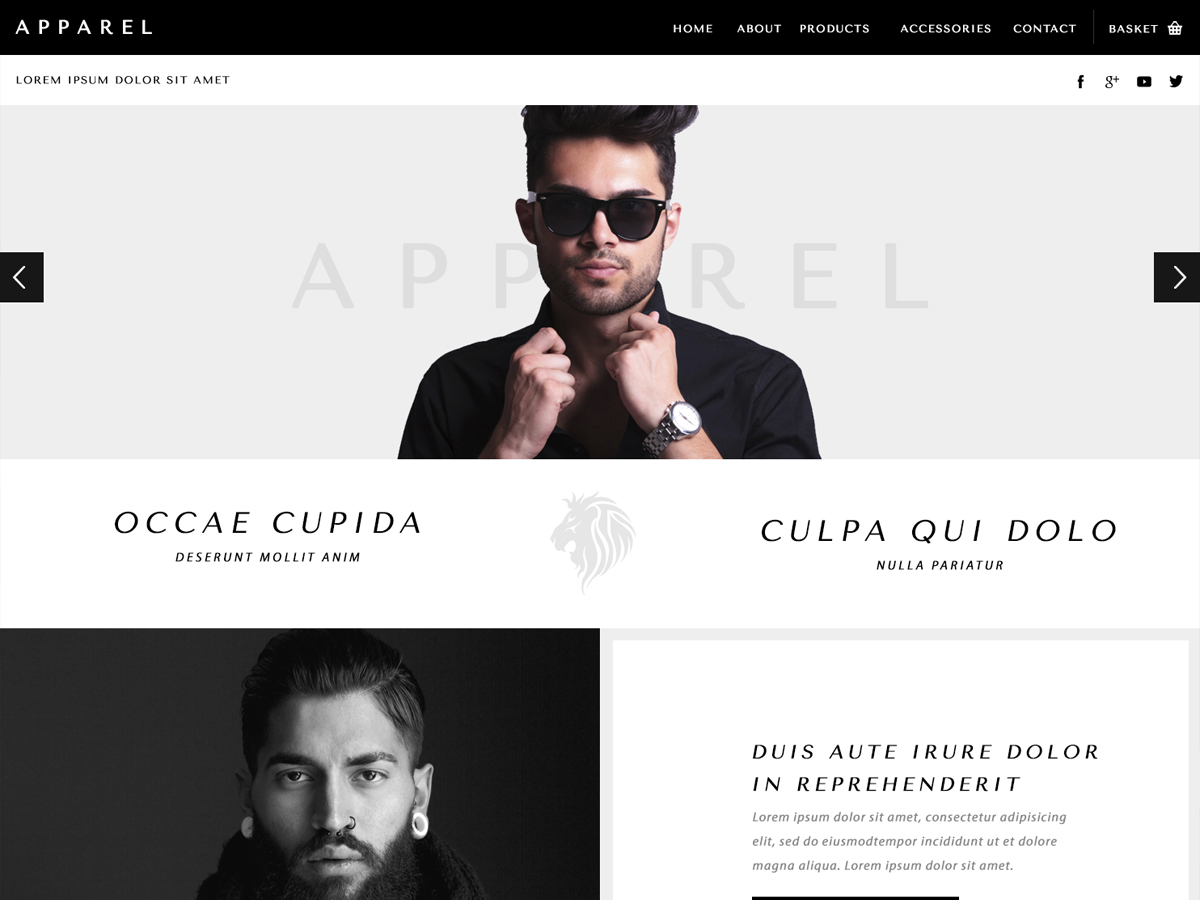 APPAREL
HOME ABOUT PRODUCTS ACCESSORIES CONTACT BASKET
LOREM IPSUM DOLOR SIT AMET
f g+
APPAREL
OCCAE CUPIDA
DESERUNT MOLLIT ANIM
CULPA QUI DOLO
NULLA PARIATUR
DUIS AUTE IRURE DOLOR
IN REPREHENDERIT
Lorem ipsum dolor sit amet, consectetur adipisicing
elit, sed do eiusmodtempor incididunt ut et dolore
magna aliqua. Lorem ipsum dolor sit amet.